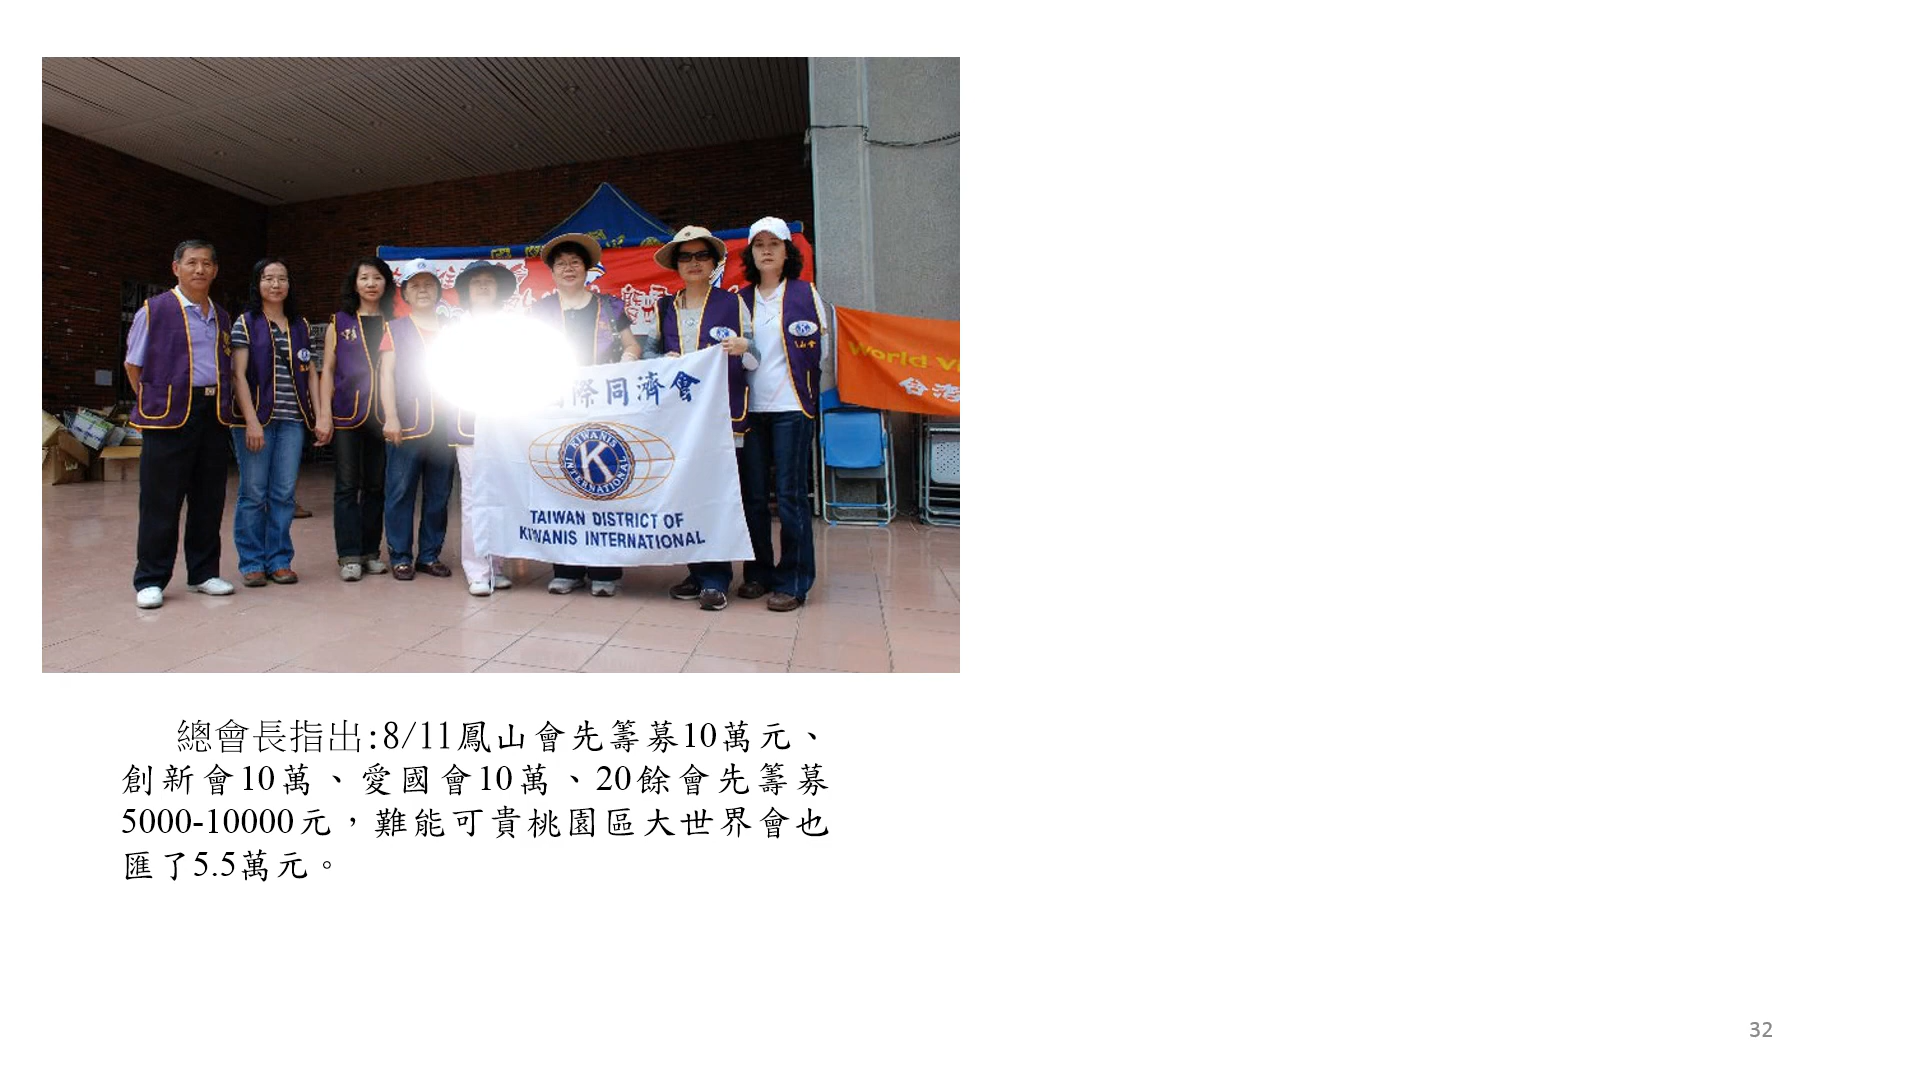 World Vi
台灣
際同濟會
KIWANIS
INTERNATIONAL
TAIWAN DISTRICT OF
KIWANIS INTERNATIONAL
總會長指出:8/11鳳山會先籌募10萬元、
創新會10萬、愛國會10萬、20餘會先籌募
5000-10000元，難能可貴桃園區大世界會也
匯了5.5萬元。
32